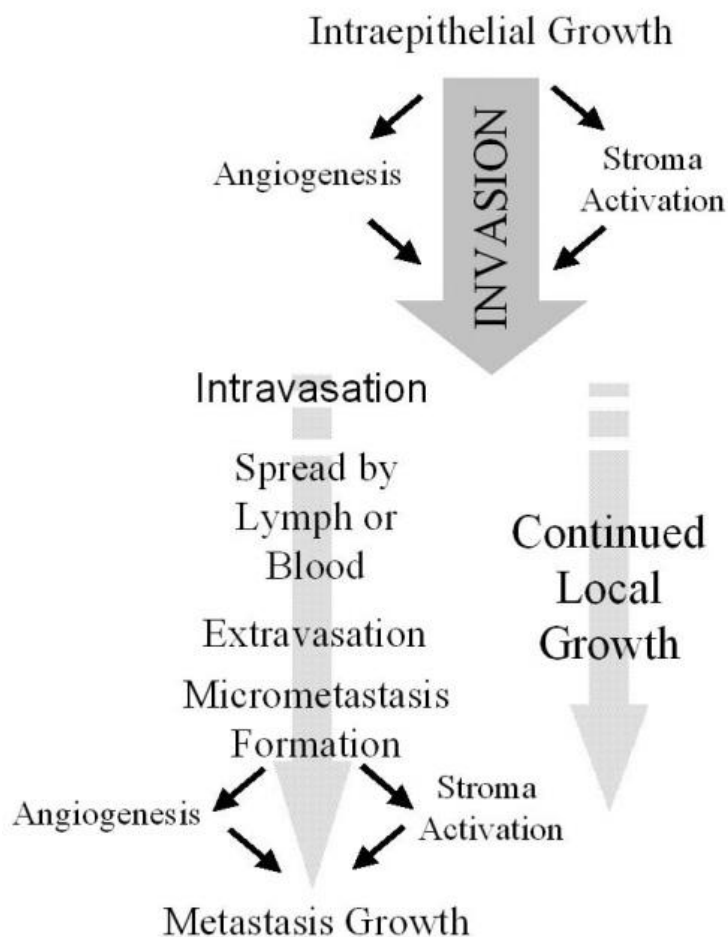 Intraepithelial Growth
Angiogenesis
Stroma
Activation
INVASION
Intravasation
Spread by
Lymph or
Blood
Extravasation
Micrometastasis
Formation
Angiogenesis
Stroma
Activation
Metastasis Growth
Continued
Local
Growth